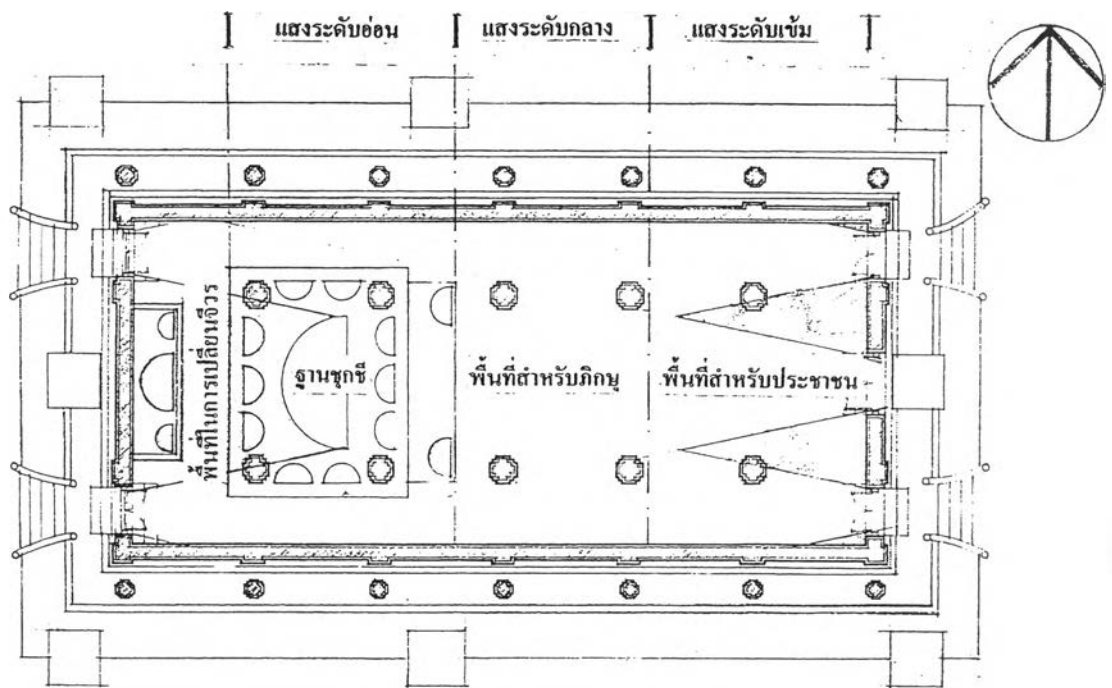 แสงระดับอ่อน
แสงระดับกลาง
แสงระดับเข้ม
พื้นที่ในการเปลี่ยนจีวร
ฐานชุกชี
พื้นที่สำหรับภิกษุ
พื้นที่สำหรับประชาชน